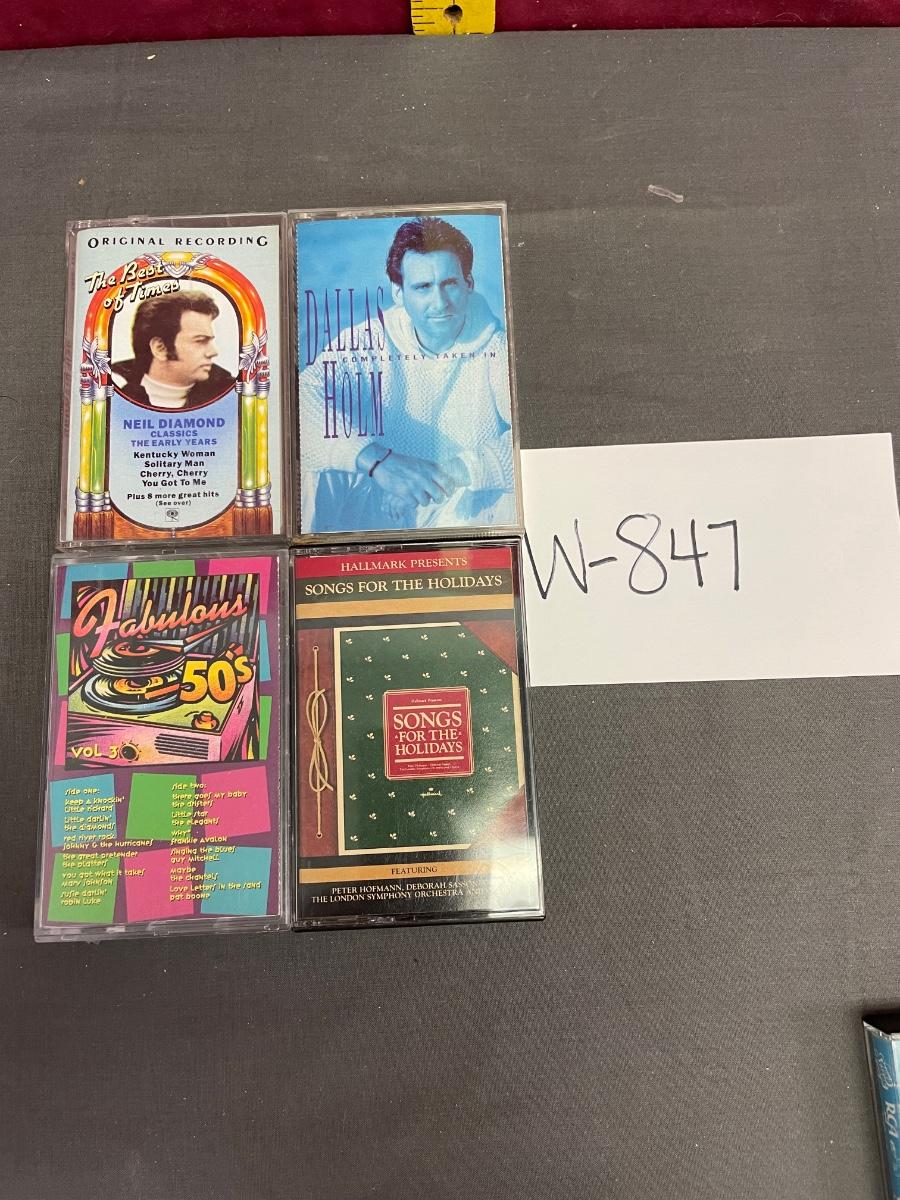 ORIGINAL RECORDING
The Best
of Times
NEIL DIAMOND
CLASSICS
THE EARLY YEARS
Kentucky Woman
Solitary Man
Cherry, Cherry
You Got To Me
Plus 8 more great hits
(See over)
DALLAS
COMPLETELY TAKEN IN
HOLM
W-847
Fabulous
50's
VOL 3
side one:
keep a knockin'
little richard
little darlin'
the diamonds
red river rock
johnny & the hurricanes
the great pretender
the platters
you got what it takes
marv johnson
susie darlin'
robin luke
side two:
there goes my baby
the drifters
little star
the elegants
why
frankie avalon
singing the blues
guy mitchell
maybe
the chantels
love letters in the sand
pat boone
HALLMARK PRESENTS
SONGS FOR THE HOLIDAYS
Hallmark Presents
SONGS
FOR THE
HOLIDAYS
FEATURING
PETER HOFMANN, DEBORAH SASSON,
THE LONDON SYMPHONY ORCHESTRA AND
RCA